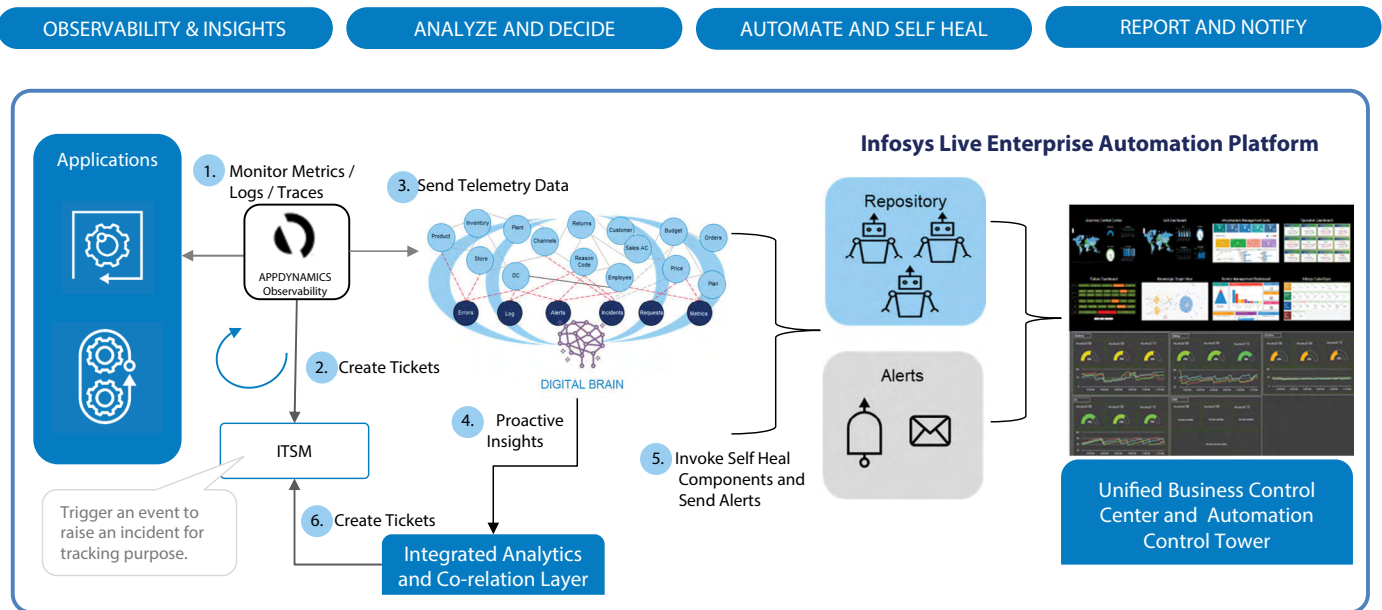 OBSERVABILITY & INSIGHTS
ANALYZE AND DECIDE
AUTOMATE AND SELF HEAL
REPORT AND NOTIFY
Applications
1. Monitor Metrics /
Logs / Traces
APPDYNAMICS
Observability
2. Create Tickets
ITSM
Trigger an event to
raise an incident for
tracking purpose.
3. Send Telemetry Data
Product
Inventory
Plant
Channels
Returns
Customer
Sales AC
Budget
Orders
Store
DC
Reason
Code
Employee
Price
Plan
Errors
Log
Alerts
Incidents
Requests
Metrics
DIGITAL BRAIN
4. Proactive
Insights
5. Invoke Self Heal
Components and
Send Alerts
6. Create Tickets
Integrated Analytics
and Co-relation Layer
Infosys Live Enterprise Automation Platform
Repository
Alerts
Unified Business Control
Center and Automation
Control Tower